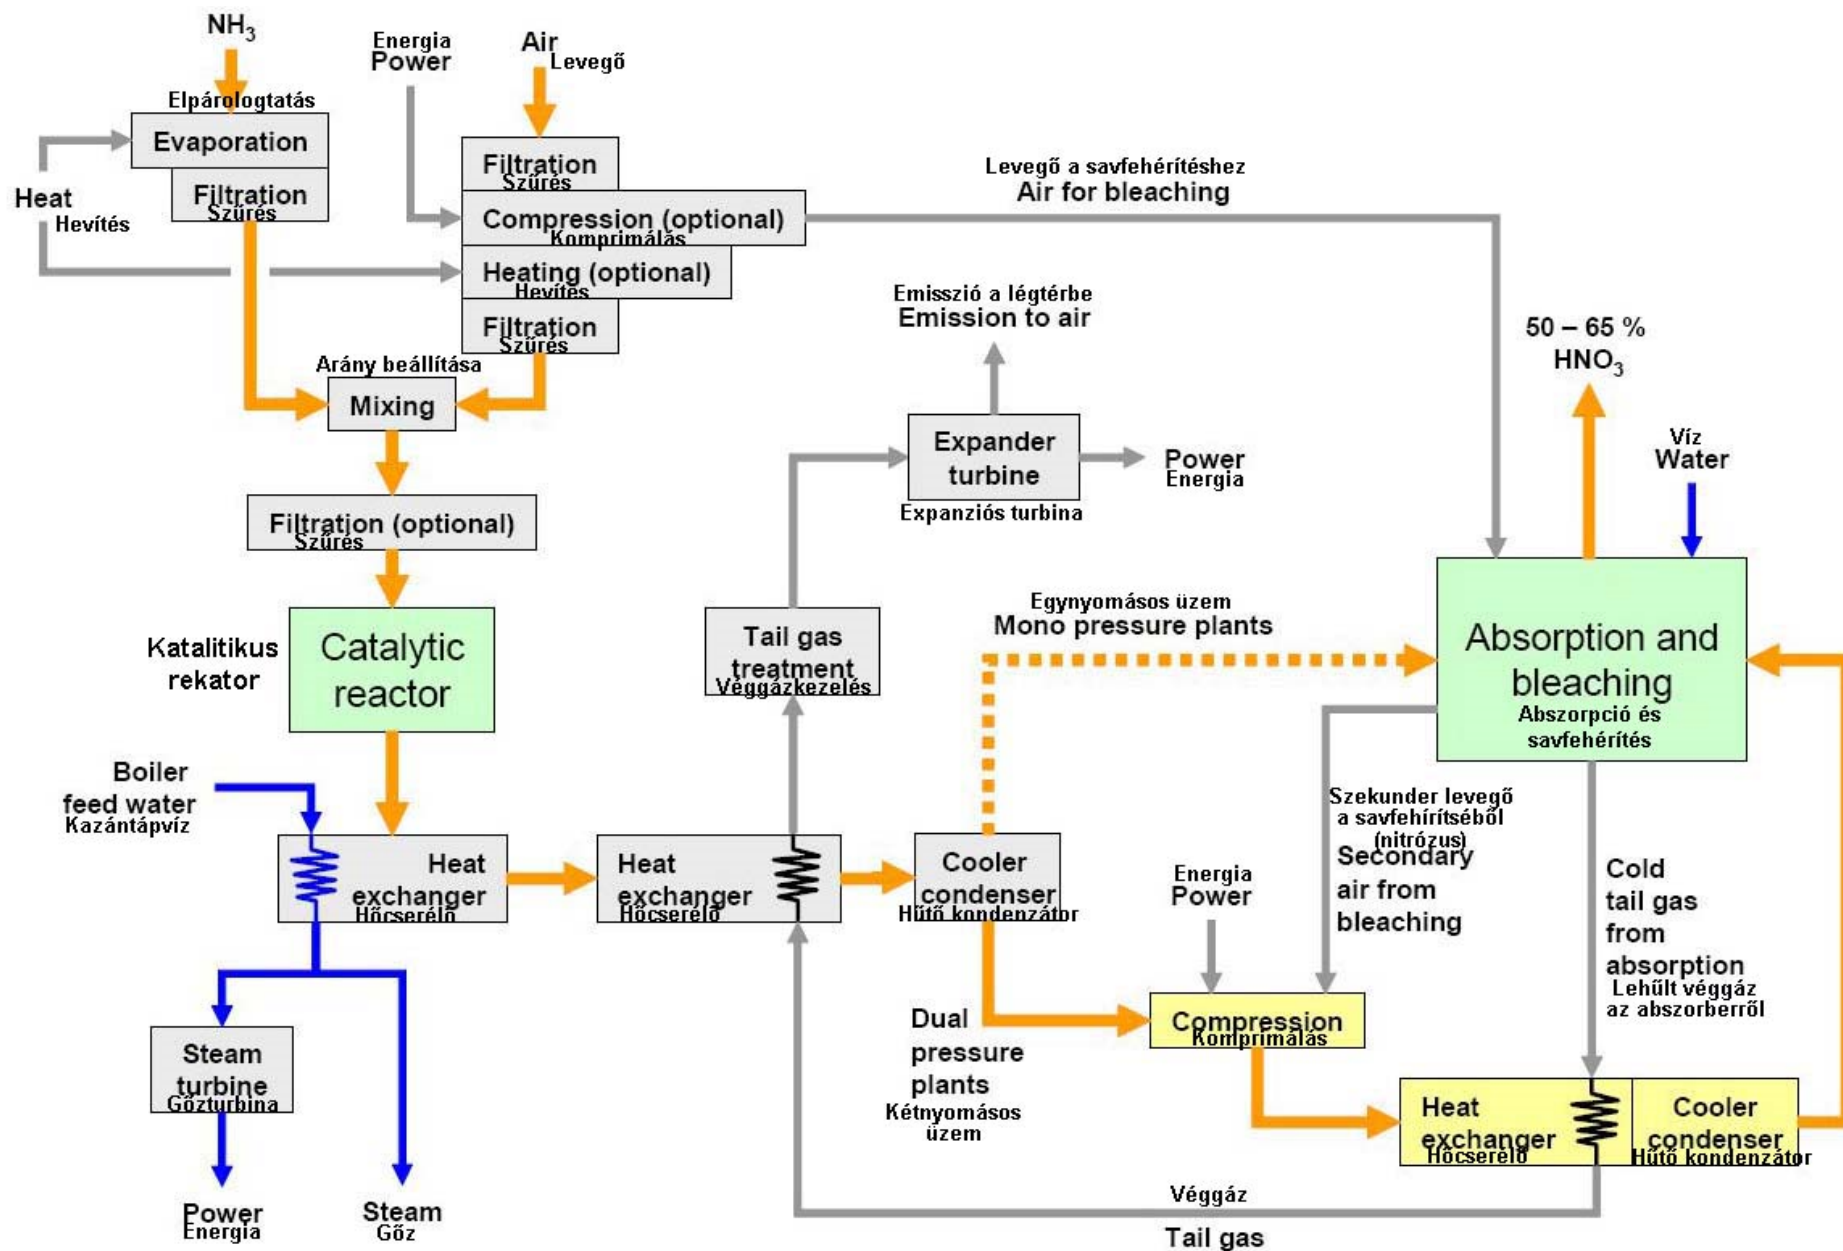 NH3
Energia
Power
Air
Levegő
Elpárologtatás
Evaporation
Filtration
Szűrés
Heat
Hevítés
Filtration
Szűrés
Compression (optional)
Komprimálás
Heating (optional)
Hevítés
Filtration
Szűrés
Levegő a savfehérítéshez
Air for bleaching
Arány beállítása
Mixing
Filtration (optional)
Szűrés
Katalitikus
rekator
Catalytic
reactor
Emisszió a légtérbe
Emission to air
Expander
turbine
Expanziós turbina
Power
Energia
50 – 65 %
HNO3
Víz
Water
Tail gas
treatment
Véggázkezelés
Egynyomásos üzem
Mono pressure plants
Absorption and
bleaching
Abszorpció és
savfehérítés
Boiler
feed water
Kazántápvíz
Heat
exchanger
Hőcserélő
Heat
exchanger
Hőcserélő
Cooler
condenser
Hűtő kondenzátor
Energia
Power
Szekunder levegő
a savfehírítséből
(nitrózus)
Secondary
air from
bleaching
Cold
tail gas
from
absorption
Lehűlt véggáz
az abszorberről
Dual
pressure
plants
Kétnyomásos
üzem
Compression
Komprimálás
Heat
exchanger
Hőcserélő
Cooler
condenser
Hűtő kondenzátor
Steam
turbine
Gőzturbina
Power
Energia
Steam
Gőz
Véggáz
Tail gas